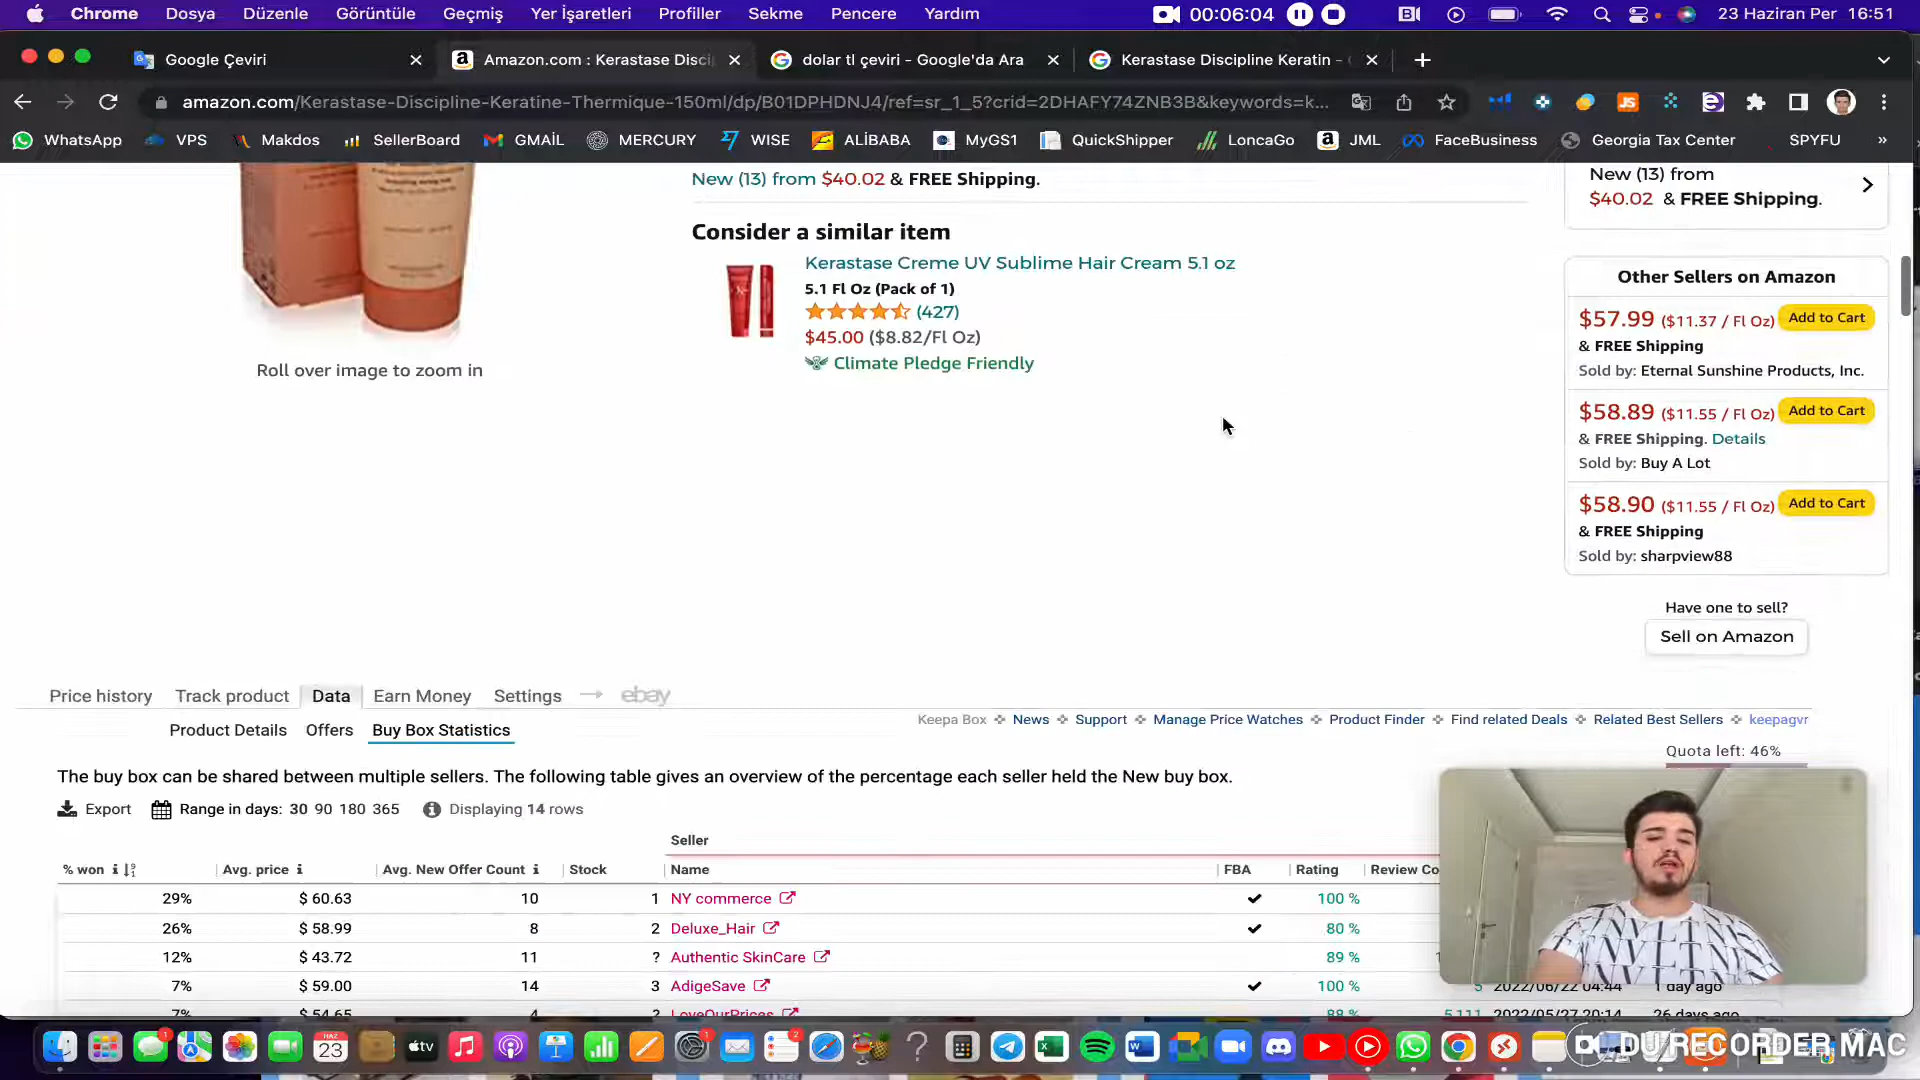 Chrome Dosya Düzenle Görüntüle Geçmiş Yer İşaretleri Profiller Sekme Pencere Yardım 00:06:04 23 Haziran Per 16:51
Google Çeviri
Amazon.com : Kerastase Disci
dolar tl çeviri - Google'da Ara
Kerastase Discipline Keratin -
amazon.com/Kerastase-Discipline-Keratine-Thermique-150ml/dp/B01DPHDNJ4/ref=sr_1_5?crid=2DHAFY74ZNB3B&keywords=k...
WhatsApp VPS Makdos SellerBoard GMAİL MERCURY WISE ALİBABA MyGS1 QuickShipper LoncaGo JML FaceBusiness Georgia Tax Center SPYFU »
New (13) from $40.02 & FREE Shipping.
Consider a similar item
Kerastase Creme UV Sublime Hair Cream 5.1 oz
5.1 Fl Oz (Pack of 1)
(427)
$45.00 ($8.82/Fl Oz)
Climate Pledge Friendly
Roll over image to zoom in
New (13) from
$40.02 & FREE Shipping.
Other Sellers on Amazon
$57.99 ($11.37 / Fl Oz) Add to Cart
& FREE Shipping
Sold by: Eternal Sunshine Products, Inc.
$58.89 ($11.55 / Fl Oz) Add to Cart
& FREE Shipping. Details
Sold by: Buy A Lot
$58.90 ($11.55 / Fl Oz) Add to Cart
& FREE Shipping
Sold by: sharpview88
Have one to sell?
Sell on Amazon
Price history Track product Data Earn Money Settings ebay
Product Details Offers Buy Box Statistics
Keepa Box News Support Manage Price Watches Product Finder Find related Deals Related Best Sellers keepagvr
Quota left: 46%
The buy box can be shared between multiple sellers. The following table gives an overview of the percentage each seller held the New buy box.
Export Range in days: 30 90 180 365 Displaying 14 rows
Seller
% won Avg. price Avg. New Offer Count Stock Name FBA Rating Review Co
29% $ 60.63 10 1 NY commerce 100 %
26% $ 58.99 8 2 Deluxe_Hair 80 %
12% $ 43.72 11 ? Authentic SkinCare 89 %
7% $ 59.00 14 3 AdigeSave 100 % 5 2022/06/22 04:44 1 day ago
7% $ 54.65 4 ? LoveOurPrices 88 % 5,111 2022/05/27 20:14 26 days ago
HAZ
23
tv
DU RECORDER MAC